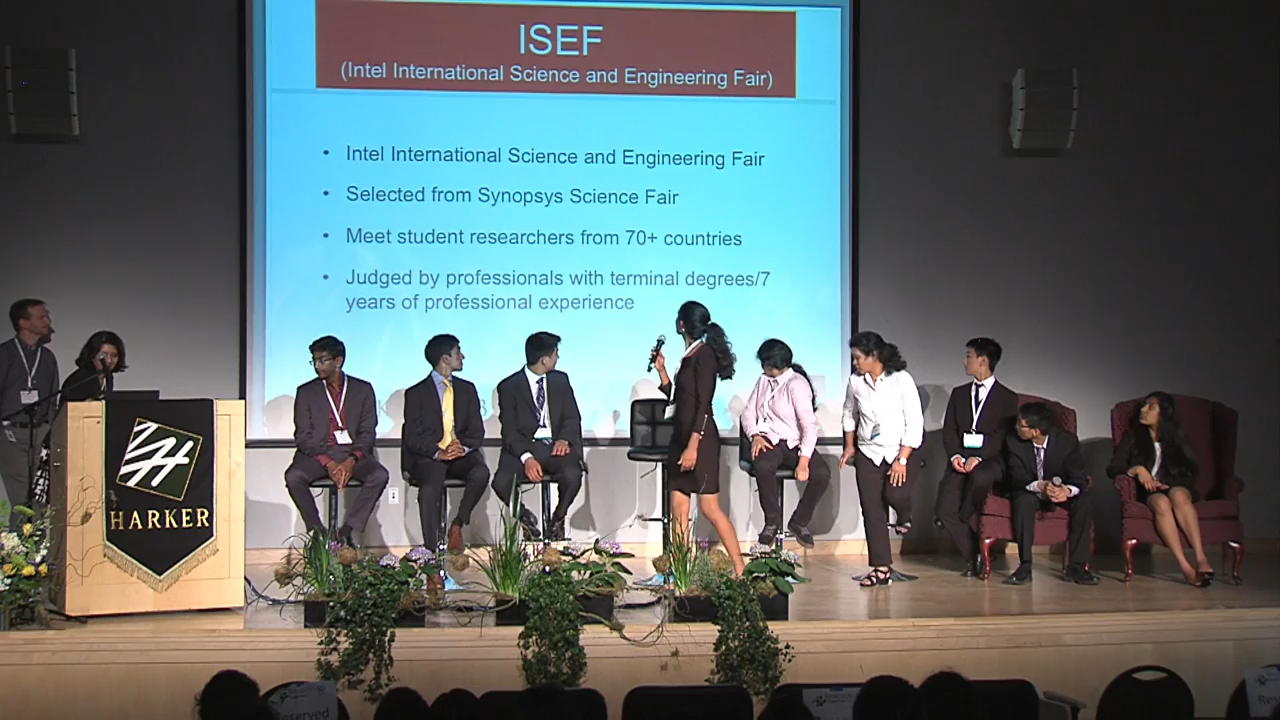 ISEF
(Intel International Science and Engineering Fair)
• Intel International Science and Engineering Fair
• Selected from Synopsys Science Fair
• Meet student researchers from 70+ countries
• Judged by professionals with terminal degrees/7
years of professional experience
HARKER
Reserved